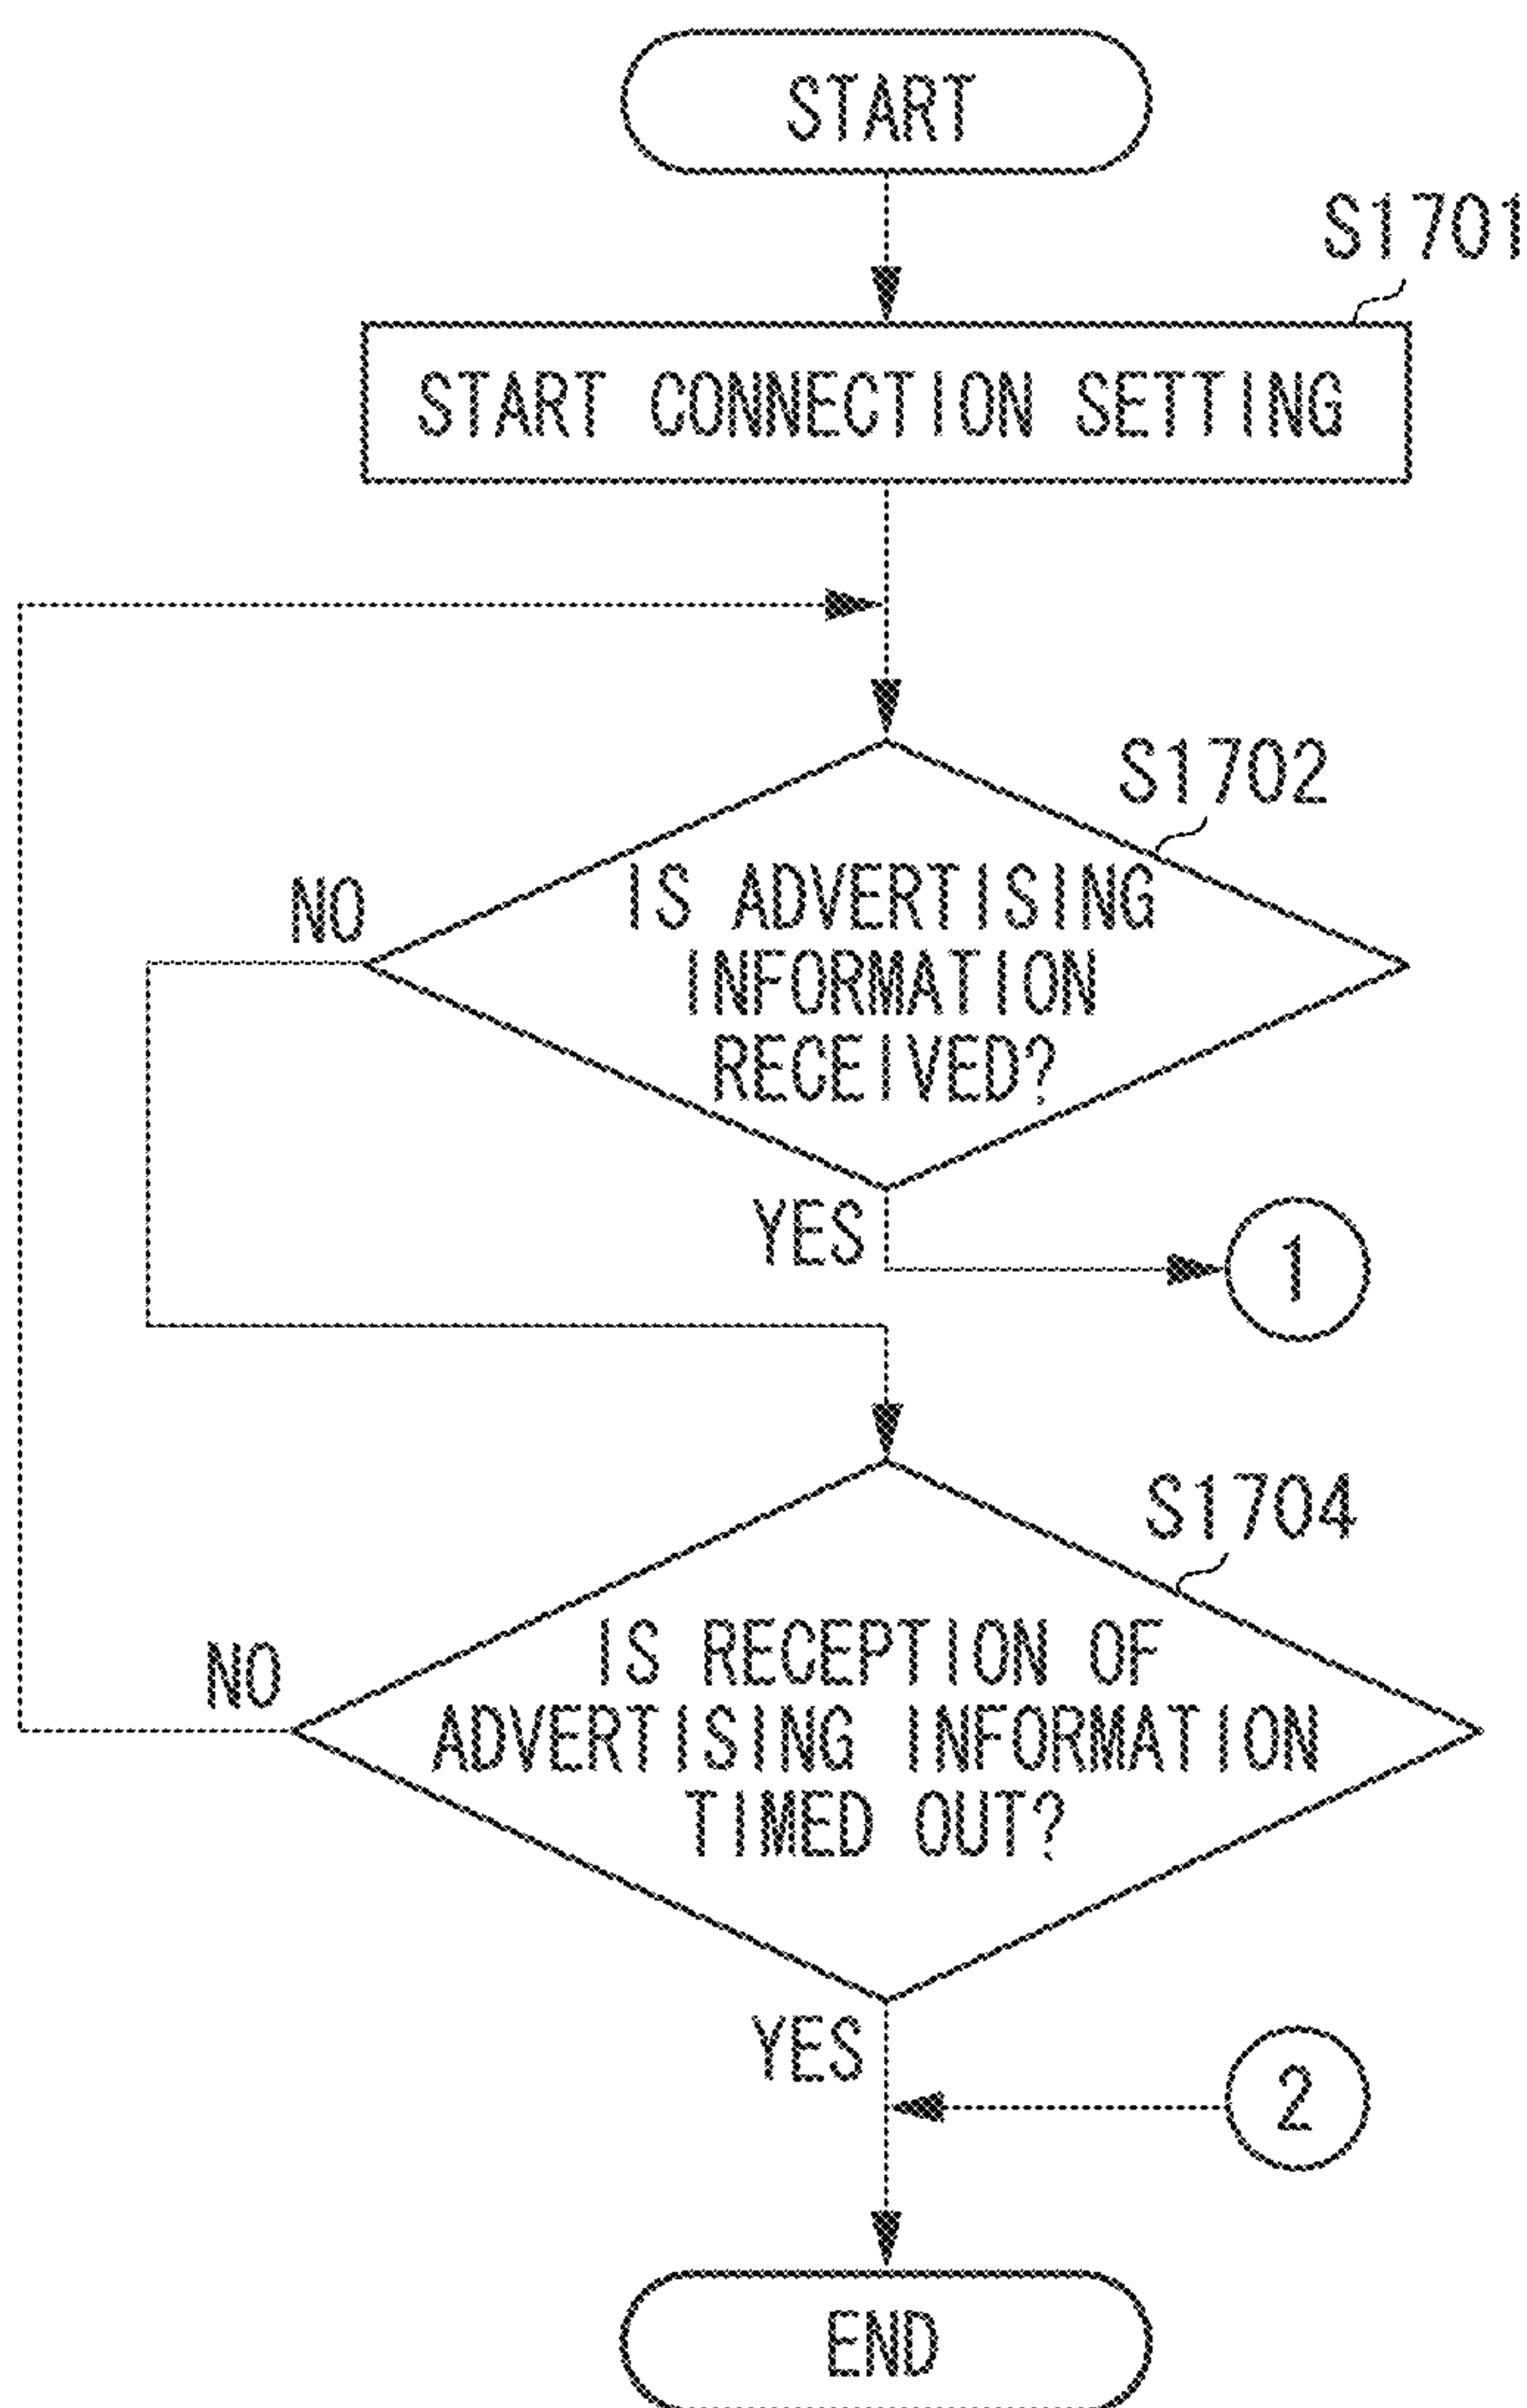 START
S1701
START CONNECTION SETTING
S1702
NO
IS ADVERTISING
INFORMATION
RECEIVED?
YES
1
S1704
NO
IS RECEPTION OF
ADVERTISING INFORMATION
TIMED OUT?
YES
2
END